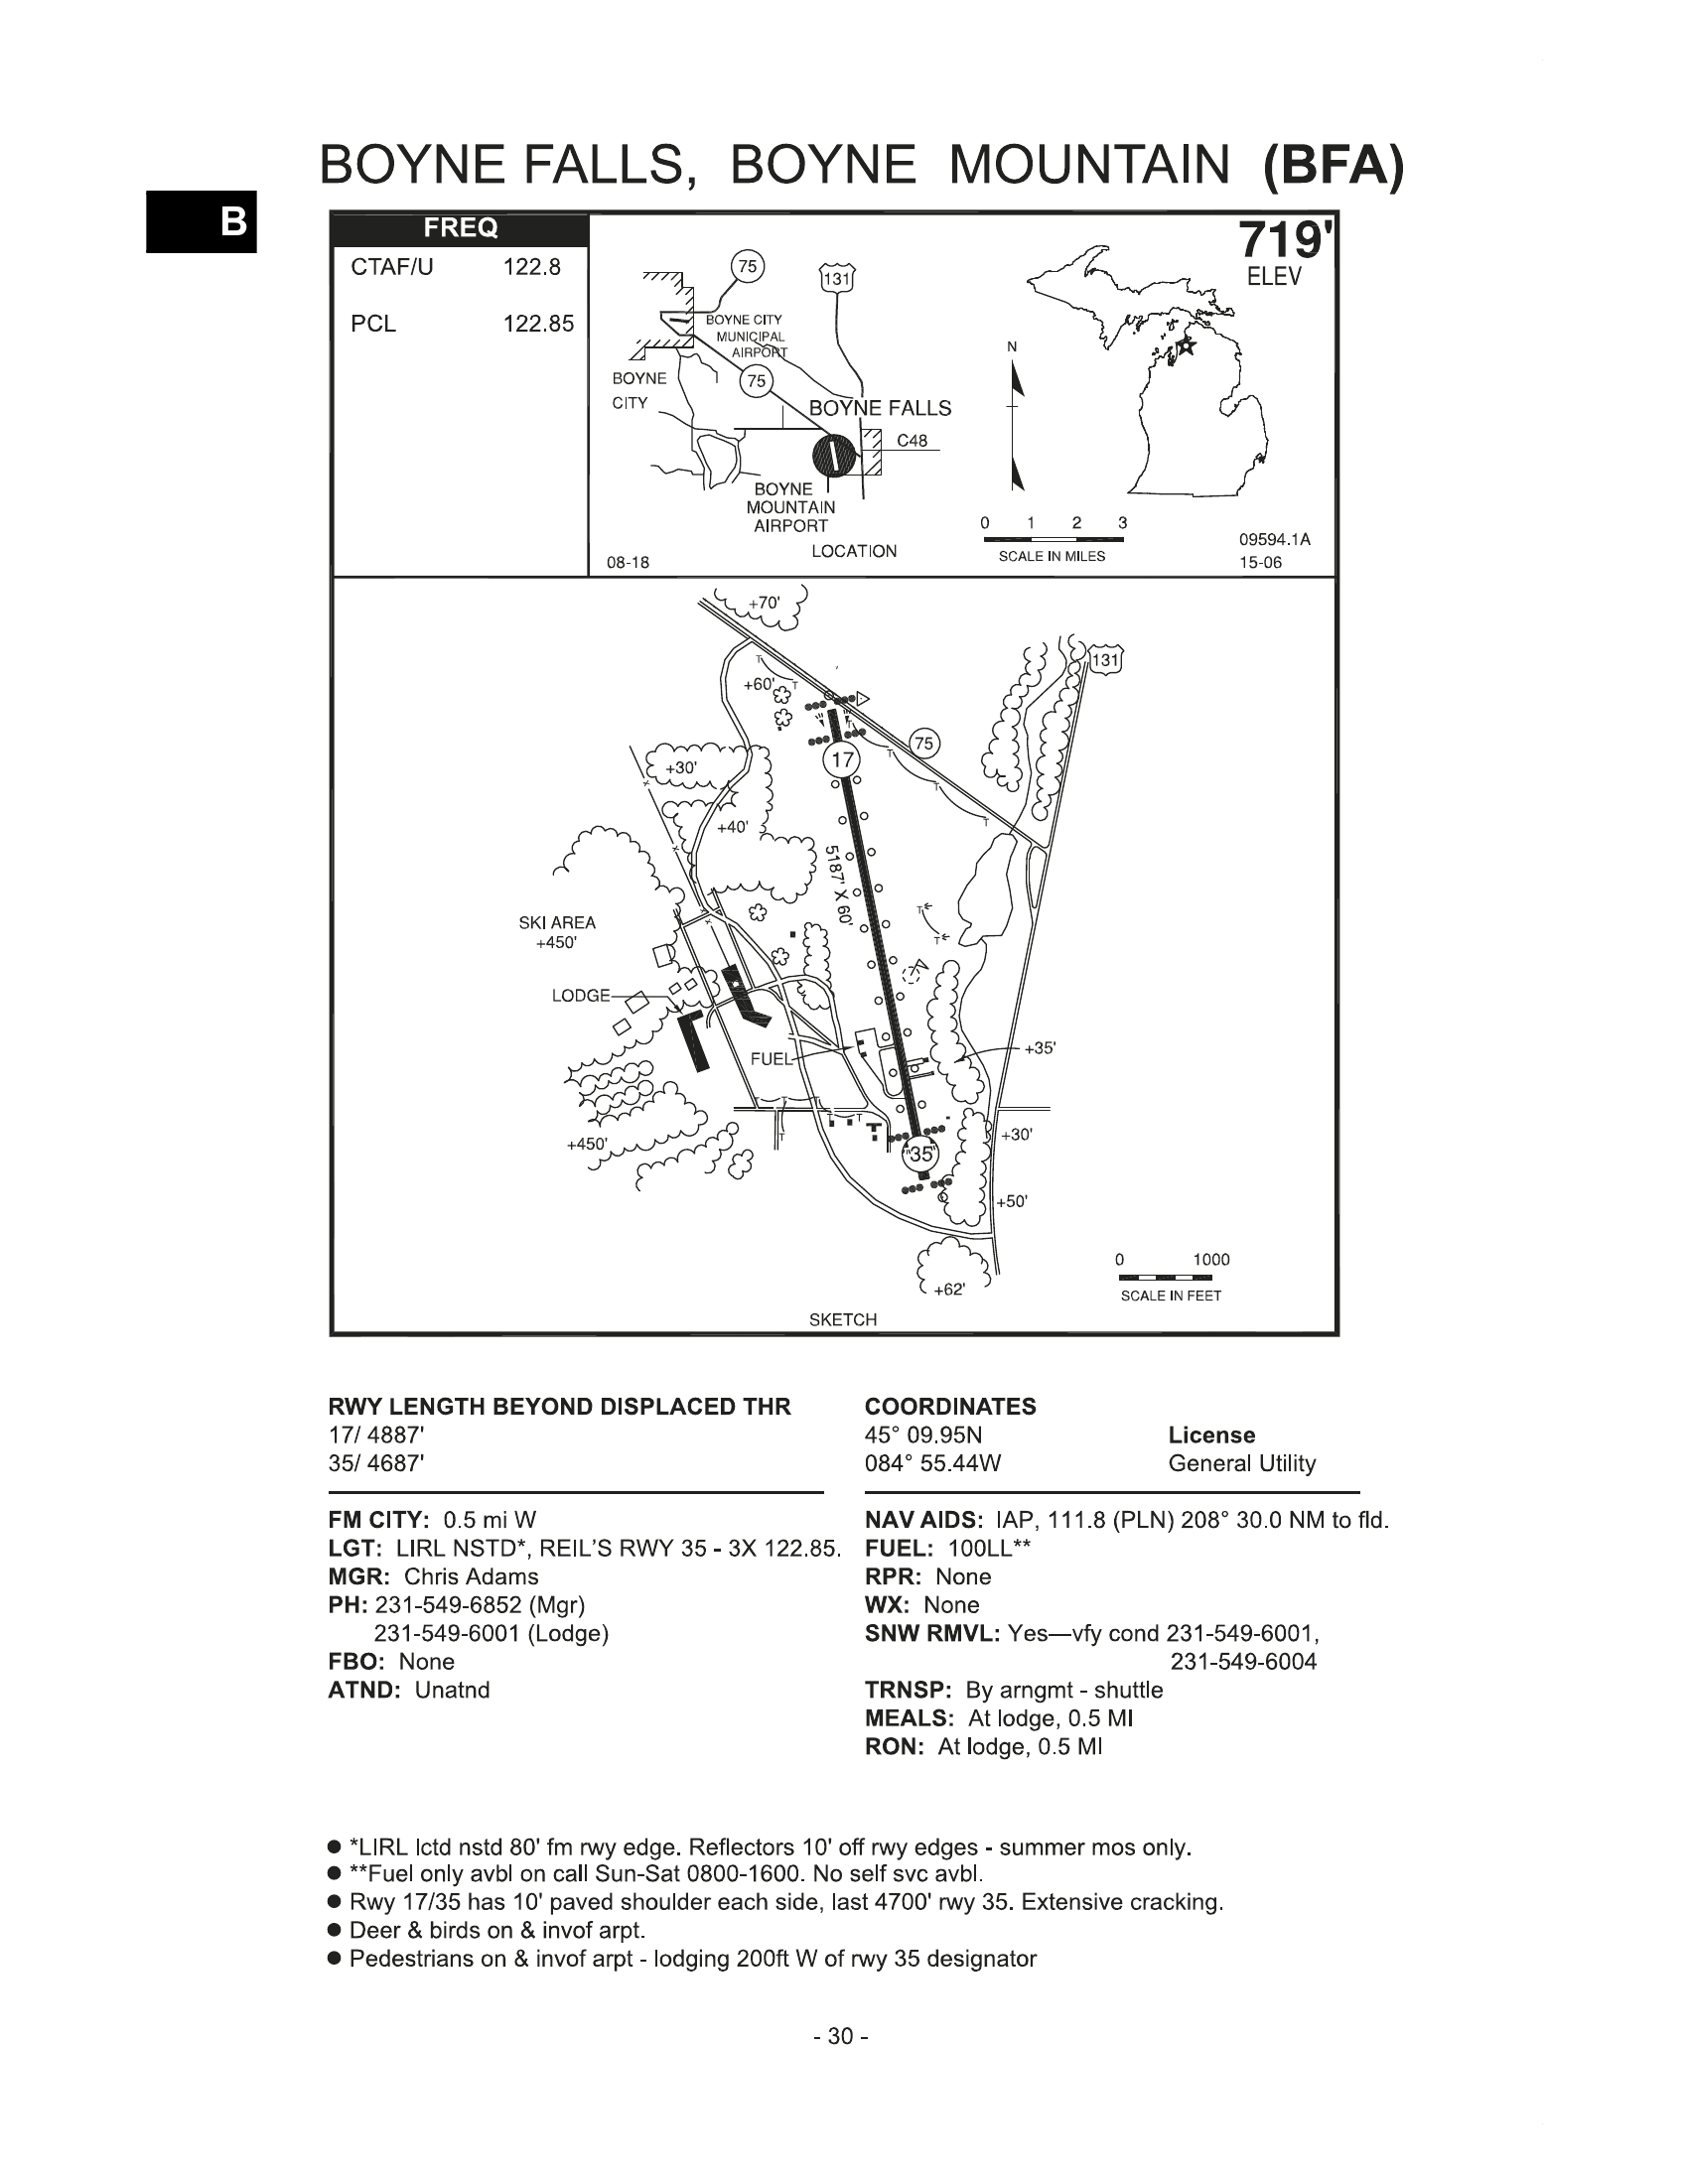 BOYNE FALLS, BOYNE MOUNTAIN (BFA)
B
FREQ
CTAF/U 122.8
PCL 122.85
719'
ELEV
75
131
BOYNE CITY
MUNICIPAL
AIRPORT
BOYNE
CITY
75
BOYNE FALLS
C48
BOYNE
MOUNTAIN
AIRPORT
LOCATION
08-18
N
0 1 2 3
SCALE IN MILES
09594.1A
15-06
+70'
131
+60'
75
17
+30'
+40'
5187' X 60'
SKI AREA
+450'
LODGE
FUEL
+35'
+30'
+450'
35
+50'
+62'
0 1000
SCALE IN FEET
SKETCH
RWY LENGTH BEYOND DISPLACED THR
17/ 4887'
35/ 4687'
COORDINATES
45° 09.95N
084° 55.44W
License
General Utility
FM CITY: 0.5 mi W
LGT: LIRL NSTD*, REIL'S RWY 35 - 3X 122.85.
MGR: Chris Adams
PH: 231-549-6852 (Mgr)
231-549-6001 (Lodge)
FBO: None
ATND: Unatnd
NAV AIDS: IAP, 111.8 (PLN) 208° 30.0 NM to fld.
FUEL: 100LL**
RPR: None
WX: None
SNW RMVL: Yes—vfy cond 231-549-6001,
231-549-6004
TRNSP: By arngmt - shuttle
MEALS: At lodge, 0.5 MI
RON: At lodge, 0.5 MI
● *LIRL lctd nstd 80' fm rwy edge. Reflectors 10' off rwy edges - summer mos only.
● **Fuel only avbl on call Sun-Sat 0800-1600. No self svc avbl.
● Rwy 17/35 has 10' paved shoulder each side, last 4700' rwy 35. Extensive cracking.
● Deer & birds on & invof arpt.
● Pedestrians on & invof arpt - lodging 200ft W of rwy 35 designator
- 30 -